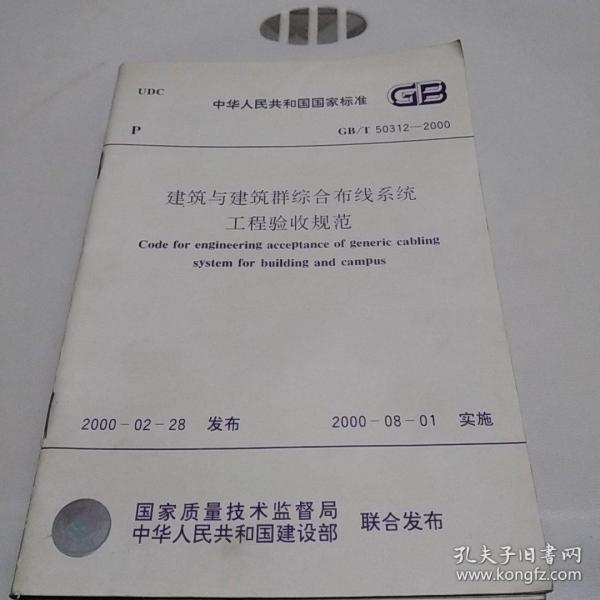 UDC
中华人民共和国国家标准 GB
P
GB/T 50312—2000
建筑与建筑群综合布线系统
工程验收规范
Code for engineering acceptance of generic cabling
system for building and campus
2000-02-28 发布 2000-08-01 实施
国家质量技术监督局
中华人民共和国建设部 联合发布
孔夫子旧书网
www.kongfz.com